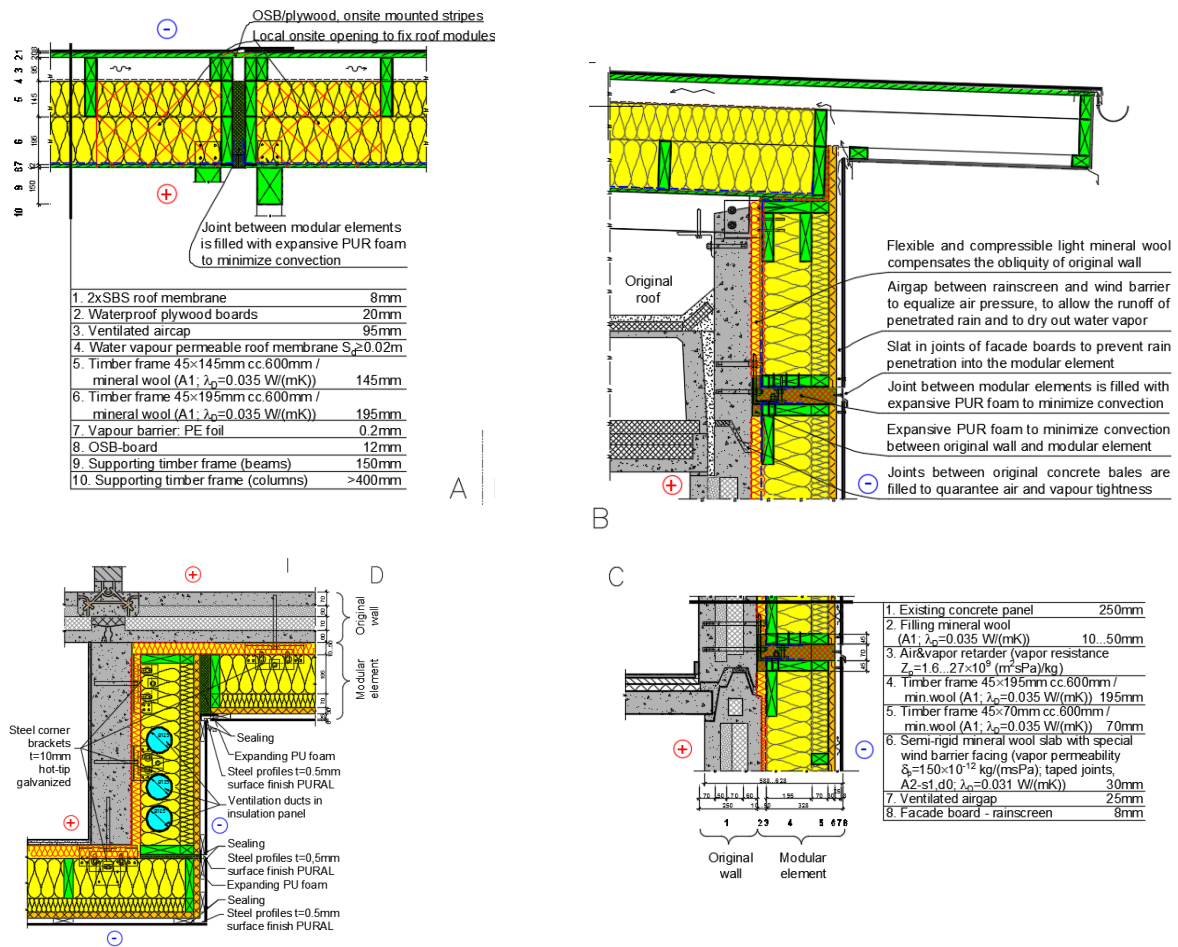 OSB/plywood, onsite mounted stripes
Local onsite opening to fix roof modules
Joint between modular elements
is filled with expansive PUR foam
to minimize convection
1. 2xSBS roof membrane 8mm
2. Waterproof plywood boards 20mm
3. Ventilated aircap 95mm
4. Water vapour permeable roof membrane Sd≥0.02m
5. Timber frame 45×145mm cc.600mm /
mineral wool (A1; λD=0.035 W/(mK)) 145mm
6. Timber frame 45×195mm cc.600mm /
mineral wool (A1; λD=0.035 W/(mK)) 195mm
7. Vapour barrier: PE foil 0.2mm
8. OSB-board 12mm
9. Supporting timber frame (beams) 150mm
10. Supporting timber frame (columns) >400mm
A
Original
roof
Flexible and compressible light mineral wool
compensates the obliquity of original wall
Airgap between rainscreen and wind barrier
to equalize air pressure, to allow the runoff of
penetrated rain and to dry out water vapor
Slat in joints of facade boards to prevent rain
penetration into the modular element
Joint between modular elements is filled with
expansive PUR foam to minimize convection
Expansive PUR foam to minimize convection
between original wall and modular element
Joints between original concrete bales are
filled to quarantee air and vapour tightness
B
D
Original
wall
Modular
element
Steel corner
brackets
t=10mm
hot-tip
galvanized
Sealing
Expanding PU foam
Steel profiles t=0.5mm
surface finish PURAL
Ventilation ducts in
insulation panel
Sealing
Steel profiles t=0,5mm
surface finish PURAL
Expanding PU foam
Sealing
Steel profiles t=0.5mm
surface finish PURAL
C
1. Existing concrete panel 250mm
2. Filling mineral wool
(A1; λD=0.035 W/(mK)) 10...50mm
3. Air&vapor retarder (vapor resistance
Zp=1.6...27×10⁹ (m²sPa)/kg)
4. Timber frame 45×195mm cc.600mm /
min.wool (A1; λD=0.035 W/(mK)) 195mm
5. Timber frame 45×70mm cc.600mm /
min.wool (A1; λD=0.035 W/(mK)) 70mm
6. Semi-rigid mineral wool slab with special
wind barrier facing (vapor permeability
δp=150×10⁻¹² kg/(msPa); taped joints,
A2-s1,d0; λD=0.031 W/(mK)) 30mm
7. Ventilated airgap 25mm
8. Facade board - rainscreen 8mm
1 23 4 5 678
Original
wall
Modular
element